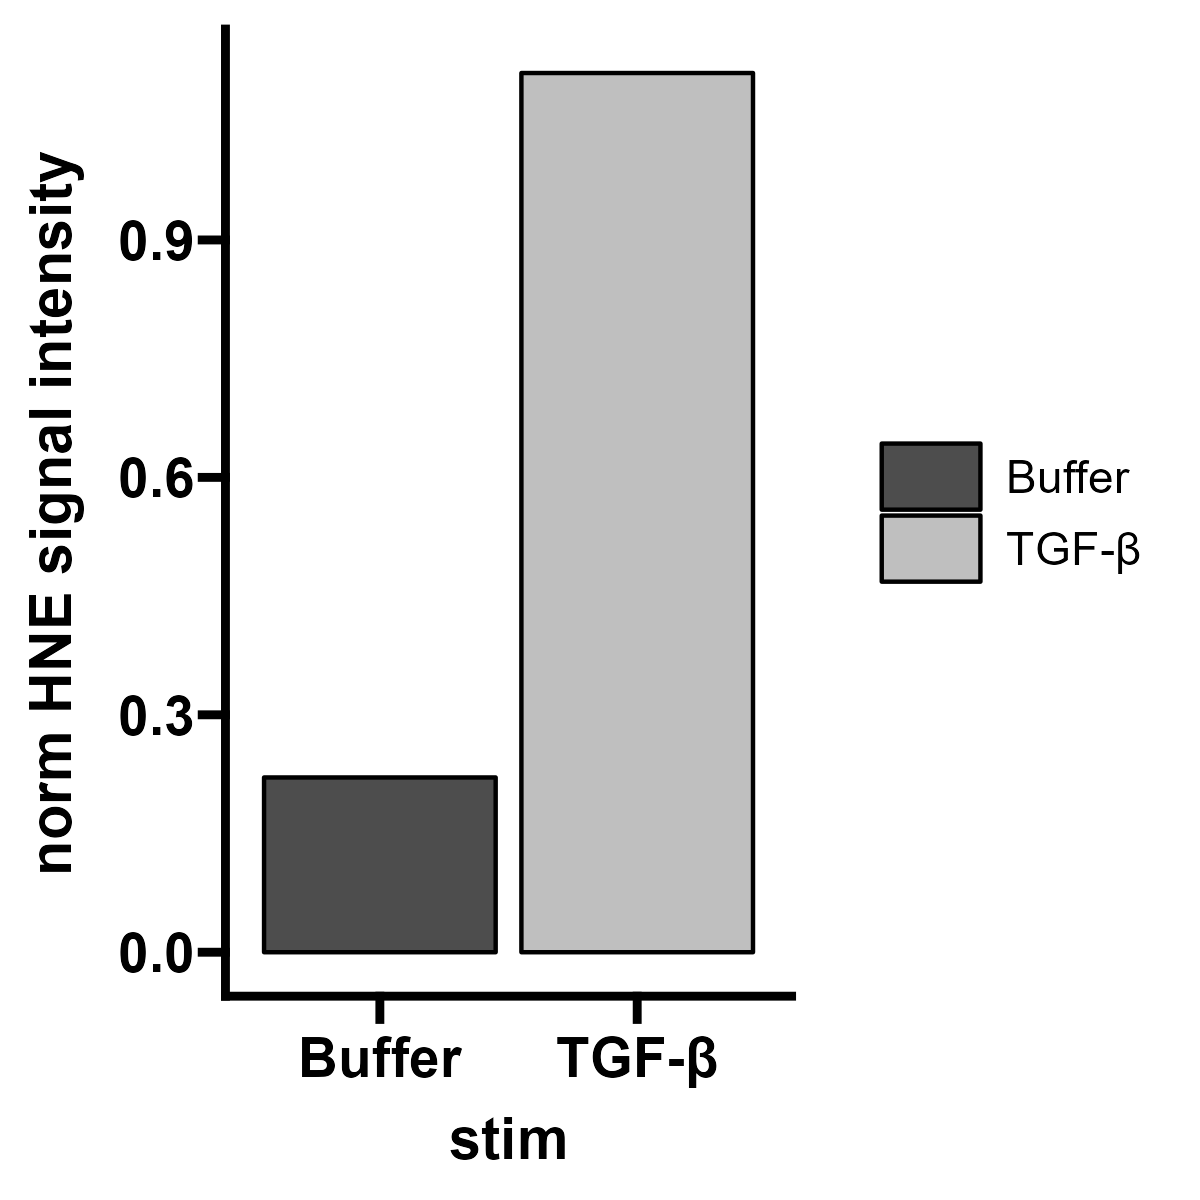 norm HNE signal intensity
0.9
0.6
0.3
0.0
Buffer
TGF-β
stim
Buffer
TGF-β